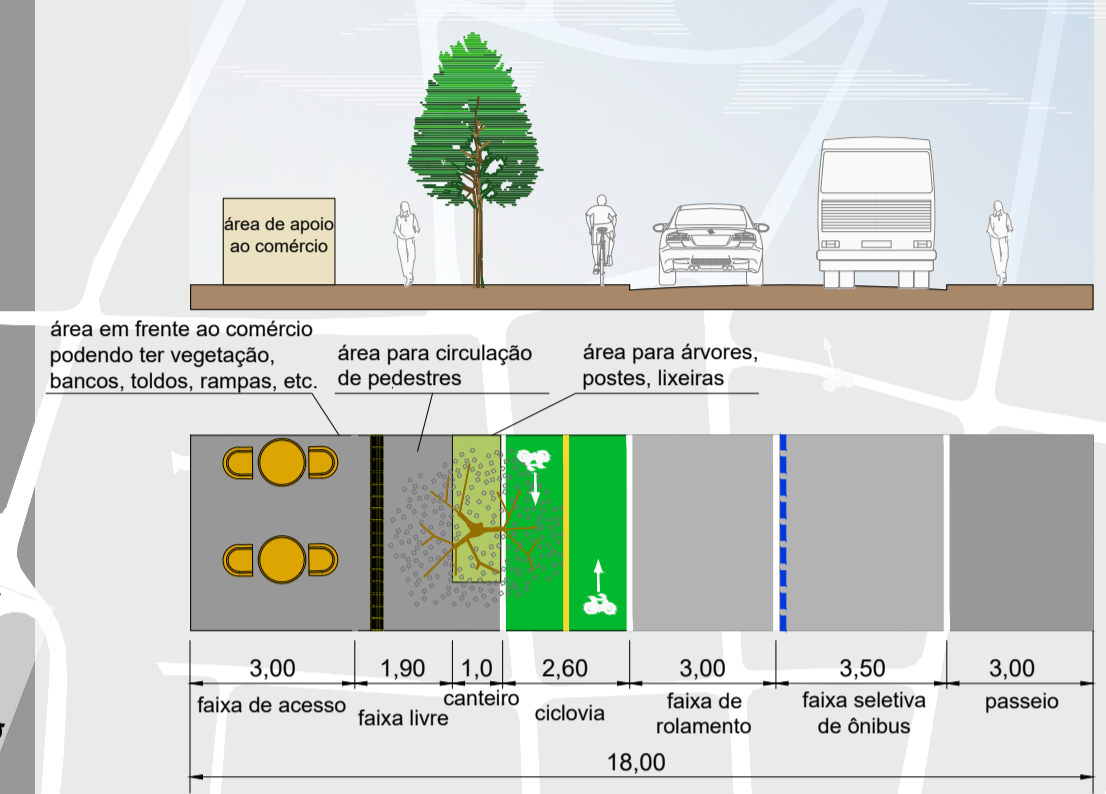 área de apoio
ao comércio
área em frente ao comércio
podendo ter vegetação,
bancos, toldos, rampas, etc.
área para circulação
de pedestres
área para árvores,
postes, lixeiras
3,00
1,90
1,0
2,60
3,00
3,50
3,00
faixa de acesso
faixa livre
canteiro
ciclovia
faixa de
rolamento
faixa seletiva
de ônibus
passeio
18,00